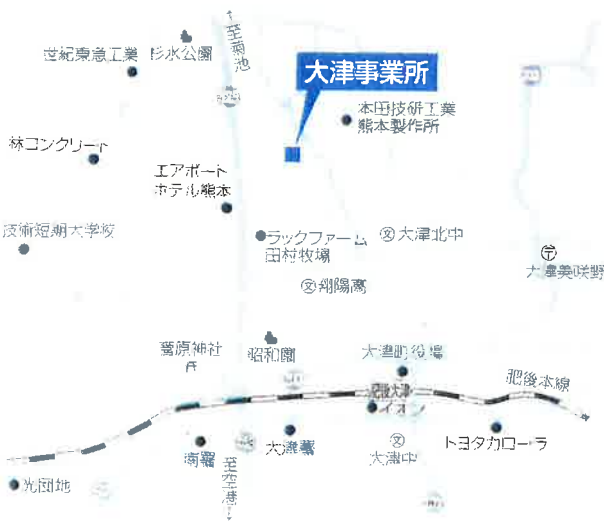 至菊池
世紀東急工業
杉水公園
大津事業所
本田技研工業
熊本製作所
林コンクリート
エアポート
ホテル熊本
技術短期大学校
ラックファーム
田村牧場
文大津北中
大津美咲野
文翔陽高
菅原神社
昭和園
大津町役場
肥後本線
肥後大津
イオン
大津署
文
大津中
トヨタカローラ
至空港
光団地